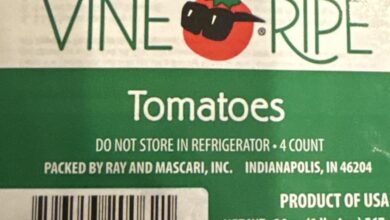 VINE RIPE
®
Tomatoes
DO NOT STORE IN REFRIGERATOR • 4 COUNT
PACKED BY RAY AND MASCARI, INC. INDIANAPOLIS, IN 46204
PRODUCT OF USA